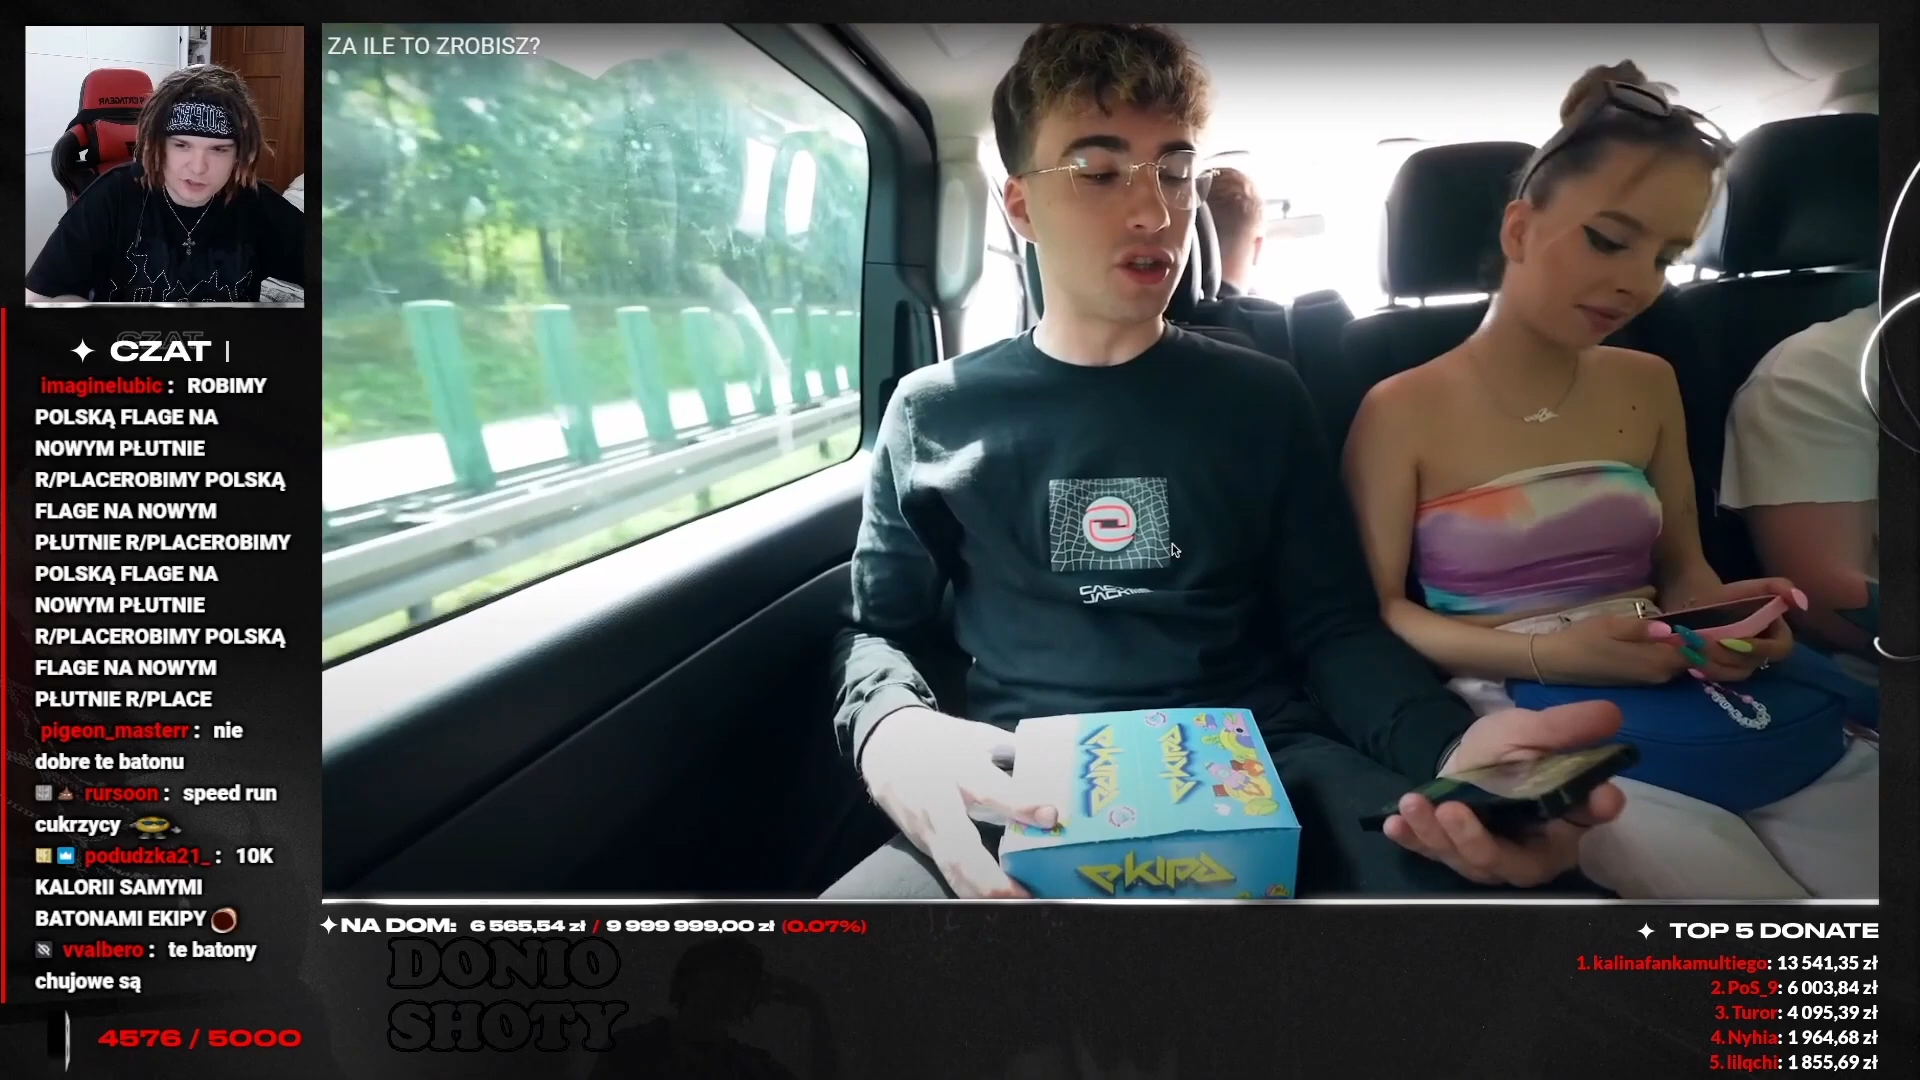 ZA ILE TO ZROBISZ?
CZAT
imaginelubic: ROBIMY
POLSKĄ FLAGE NA
NOWYM PŁUTNIE
R/PLACEROBIMY POLSKĄ
FLAGE NA NOWYM
PŁUTNIE R/PLACEROBIMY
POLSKĄ FLAGE NA
NOWYM PŁUTNIE
R/PLACEROBIMY POLSKĄ
FLAGE NA NOWYM
PŁUTNIE R/PLACE
pigeon_masterr: nie
dobre te batonu
rursoon: speed run
cukrzycy
podudzka21_: 10K
KALORII SAMYMI
BATONAMI EKIPY
vvalbero: te batony
chujowe są
4576 / 5000
ekipa
ekipa
ekipa
NA DOM: 6 565,54 zł / 9 999 999,00 zł (0.07%)
DONIO
SHOTY
TOP 5 DONATE
1. kalinafankamultiego: 13 541,35 zł
2. PoS_9: 6 003,84 zł
3. Turor: 4 095,39 zł
4. Nyhia: 1 964,68 zł
5. lilqchi: 1 855,69 zł